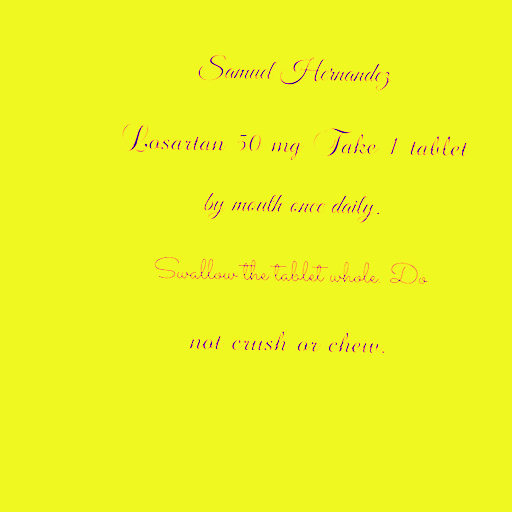 Samuel Hernandez
Losartan 50 mg Take 1 tablet
by mouth once daily.
Swallow the tablet whole. Do
not crush or chew.